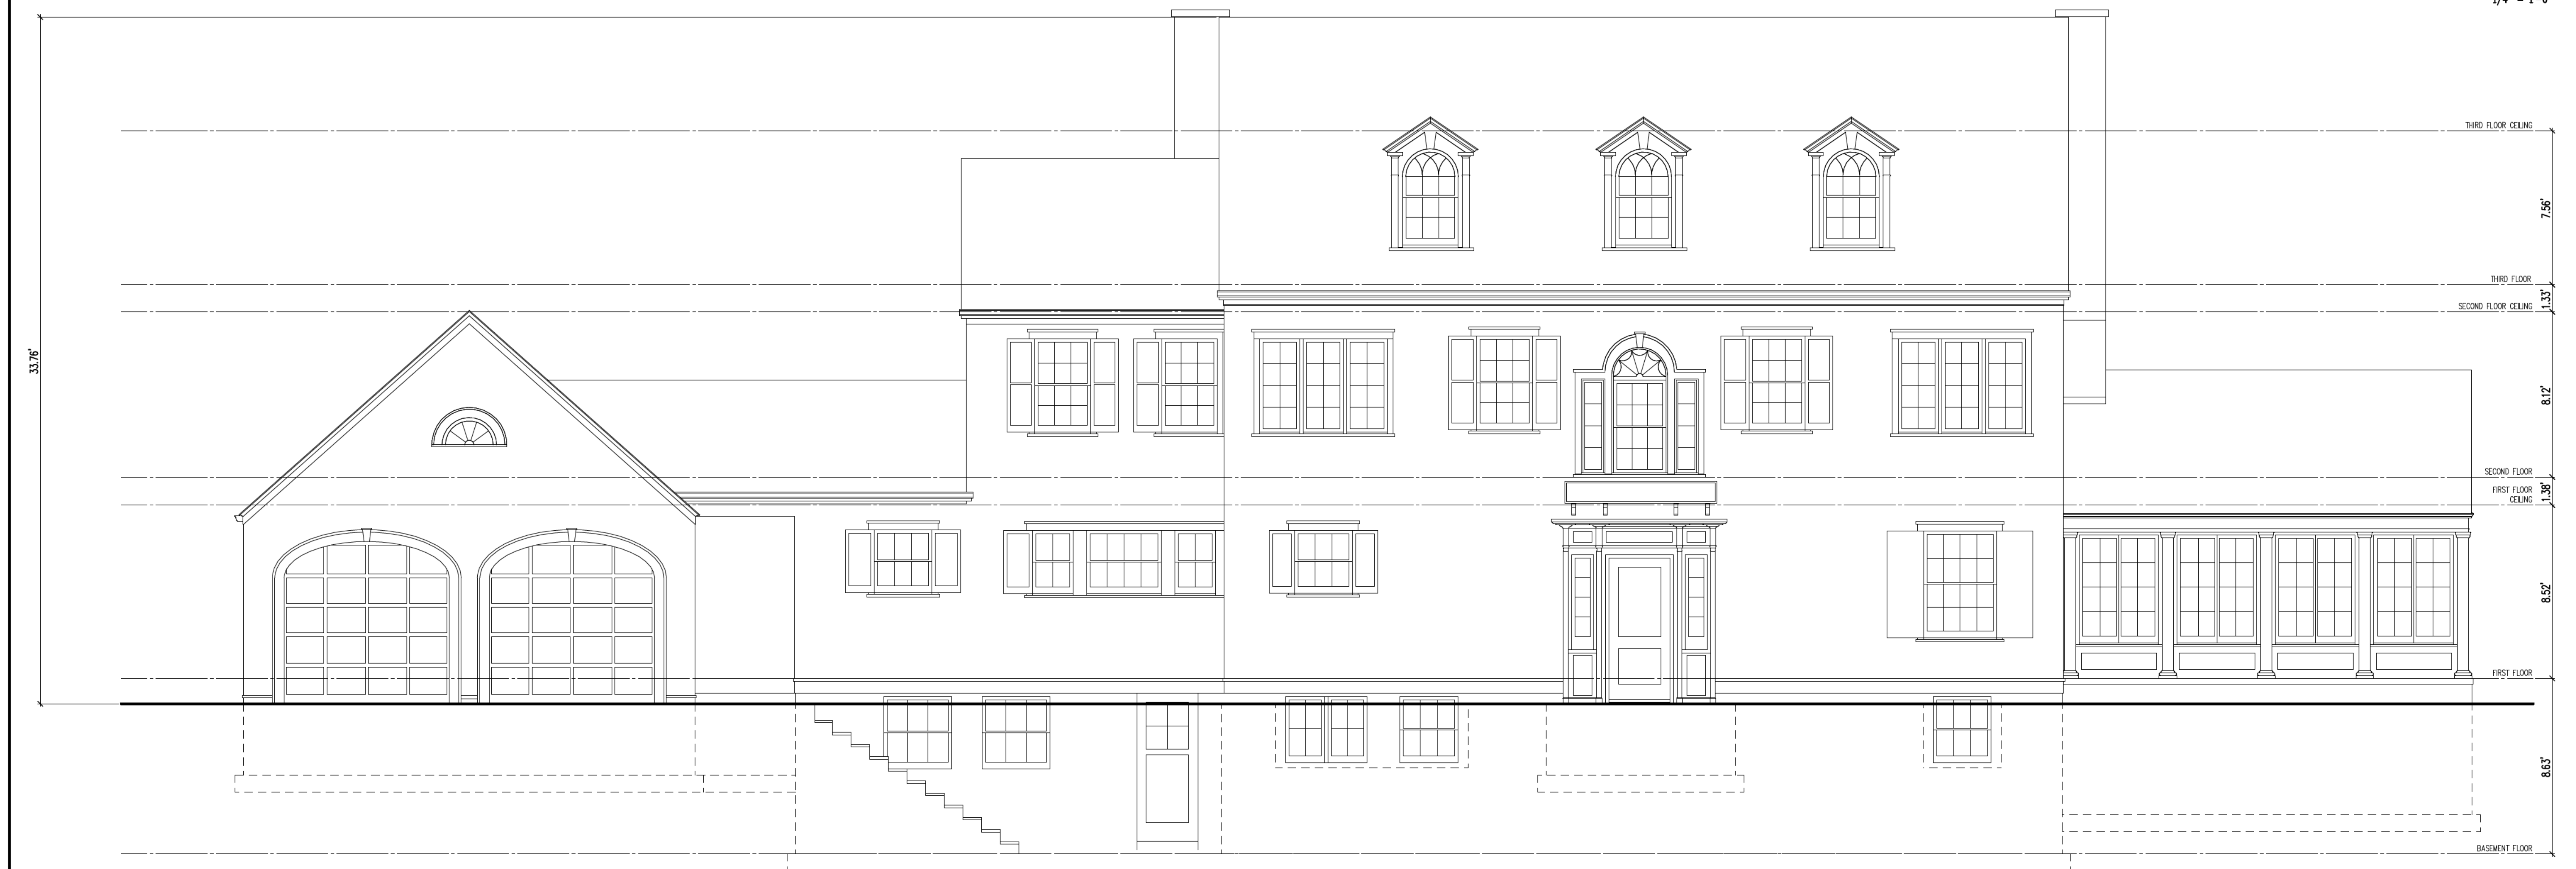 THIRD FLOOR CEILING
7.56'
THIRD FLOOR
1.33'
SECOND FLOOR CEILING
33.76'
8.12'
SECOND FLOOR
1.38'
FIRST FLOOR
CEILING
8.52'
FIRST FLOOR
8.63'
BASEMENT FLOOR